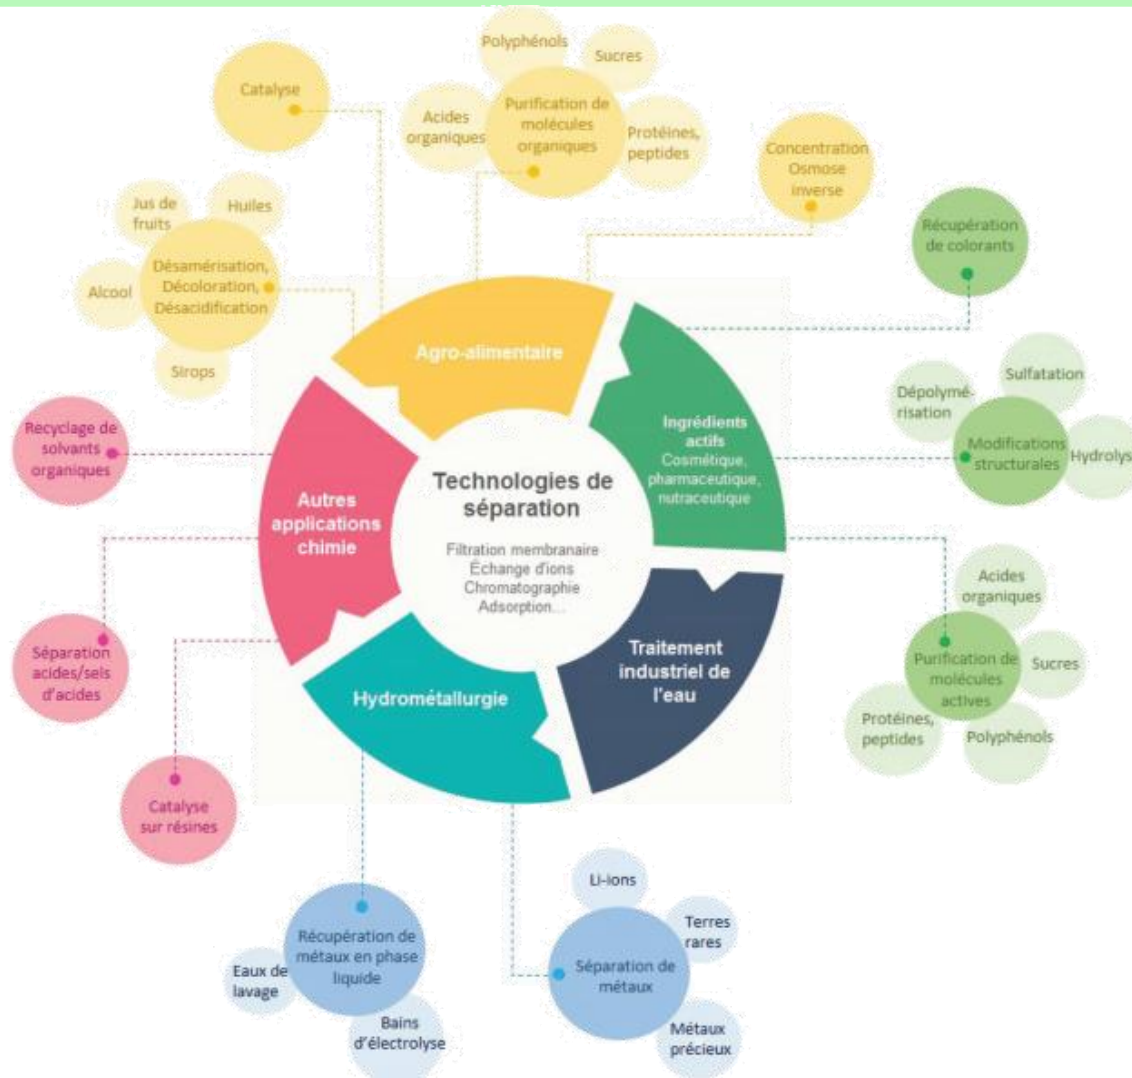 Polyphénols
Sucres
Catalyse
Purification de
molécules
organiques
Acides
organiques
Protéines,
peptides
Concentration
Osmose
inverse
Jus de
fruits
Huiles
Désamérisation,
Décoloration,
Désacidification
Alcool
Sirops
Récupération
de colorants
Agro-alimentaire
Sulfatation
Dépolymé-
risation
Modifications
structurales
Hydrolys
Ingrédients
actifs
Cosmétique,
pharmaceutique,
nutraceutique
Recyclage de
solvants
organiques
Technologies de
séparation
Filtration membranaire
Échange d'ions
Chromatographie
Adsorption...
Autres
applications
chimie
Acides
organiques
Purification de
molécules
actives
Sucres
Protéines,
peptides
Polyphénols
Séparation
acides/sels
d'acides
Traitement
industriel de
l'eau
Hydrométallurgie
Catalyse
sur résines
Li-ions
Terres
rares
Séparation de
métaux
Métaux
précieux
Récupération de
métaux en phase
liquide
Eaux de
lavage
Bains
d'électrolyse